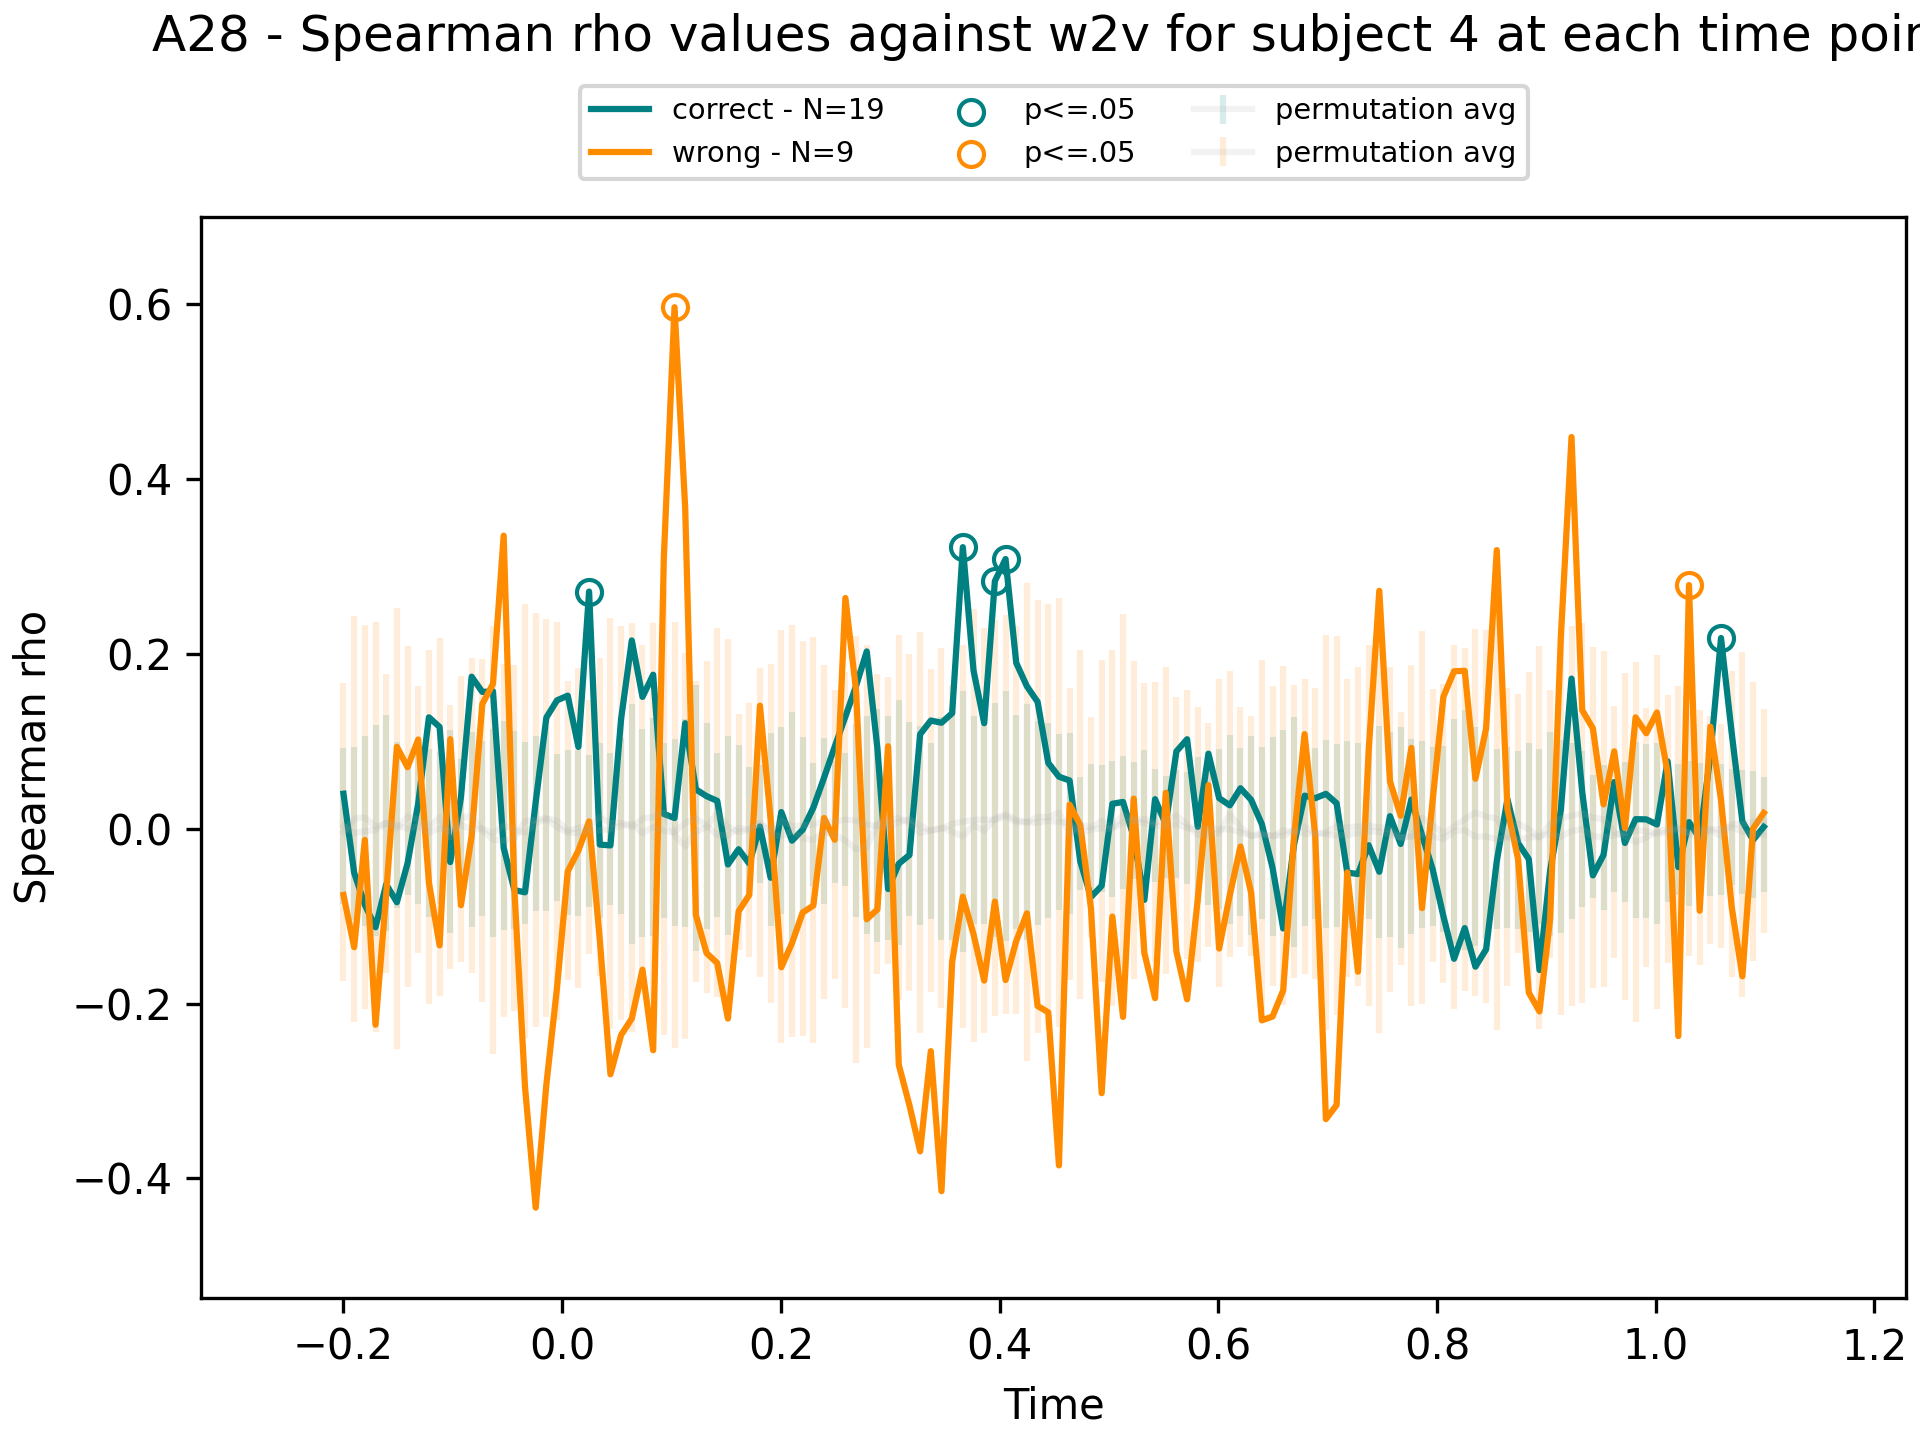 A28 - Spearman rho values against w2v for subject 4 at each time poin
correct - N=19
wrong - N=9
p<=.05
p<=.05
permutation avg
permutation avg
Spearman rho
0.6
0.4
0.2
0.0
−0.2
−0.4
−0.2 0.0 0.2 0.4 0.6 0.8 1.0 1.2
Time